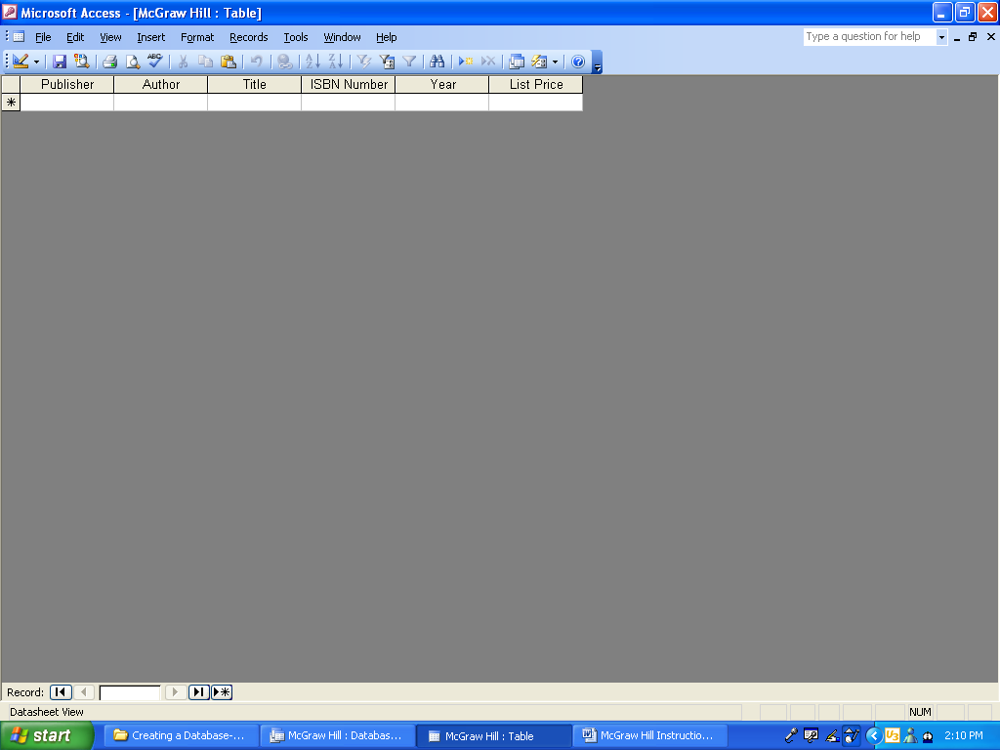 Microsoft Access - [McGraw Hill : Table]
File Edit View Insert Format Records Tools Window Help Type a question for help
ABC
Publisher Author Title ISBN Number Year List Price
Record:
Datasheet View NUM
start Creating a Database-... McGraw Hill : Databas... McGraw Hill : Table McGraw Hill Instructio... 2:10 PM